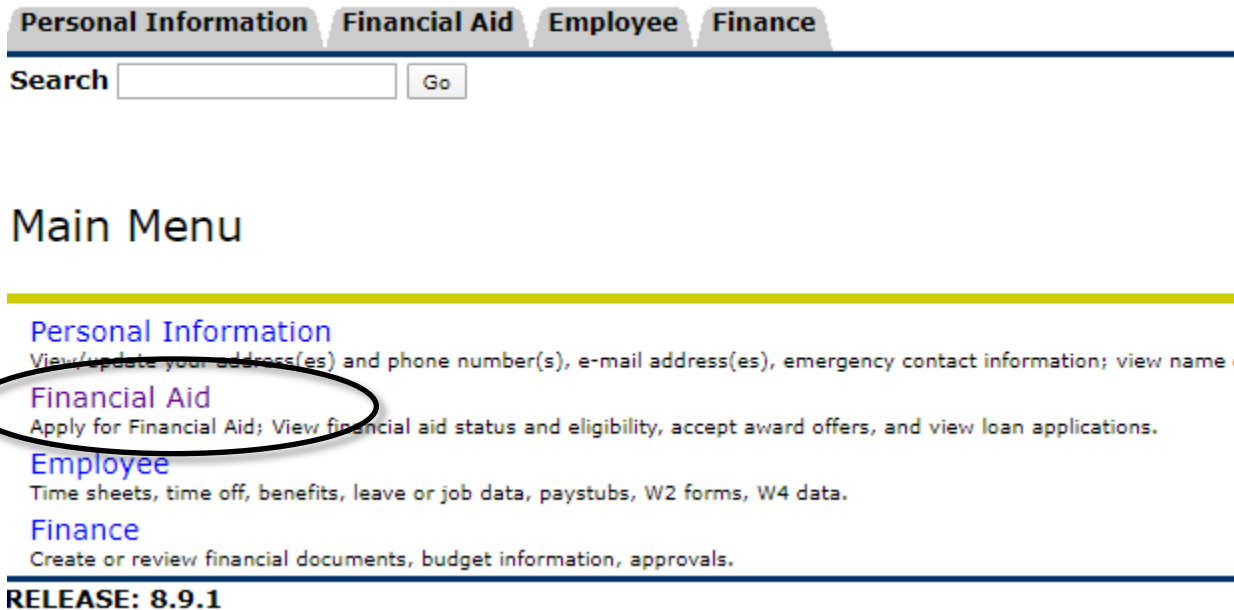 Personal Information Financial Aid Employee Finance
Search Go
Main Menu
Personal Information
View/update your address(es) and phone number(s), e-mail address(es), emergency contact information; view name
Financial Aid
Apply for Financial Aid; View financial aid status and eligibility, accept award offers, and view loan applications.
Employee
Time sheets, time off, benefits, leave or job data, paystubs, W2 forms, W4 data.
Finance
Create or review financial documents, budget information, approvals.
RELEASE: 8.9.1